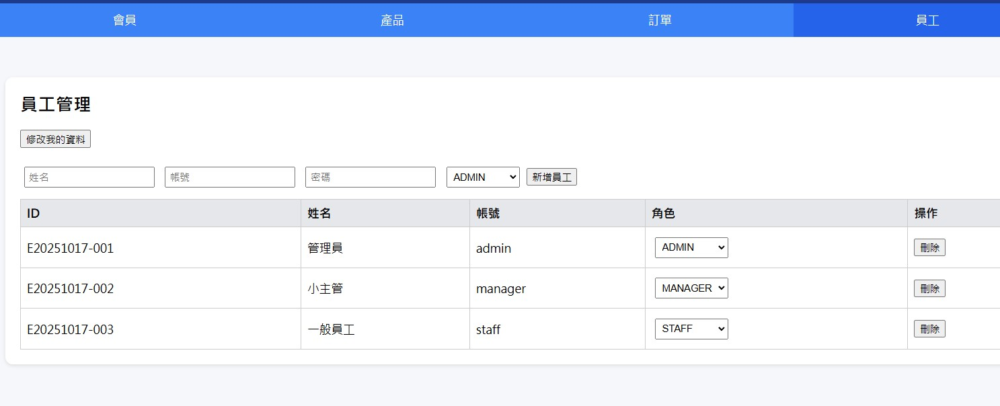 會員 產品 訂單 員工
員工管理
修改我的資料
姓名 帳號 密碼 ADMIN 新增員工
ID 姓名 帳號 角色 操作
E20251017-001 管理員 admin ADMIN 刪除
E20251017-002 小主管 manager MANAGER 刪除
E20251017-003 一般員工 staff STAFF 刪除